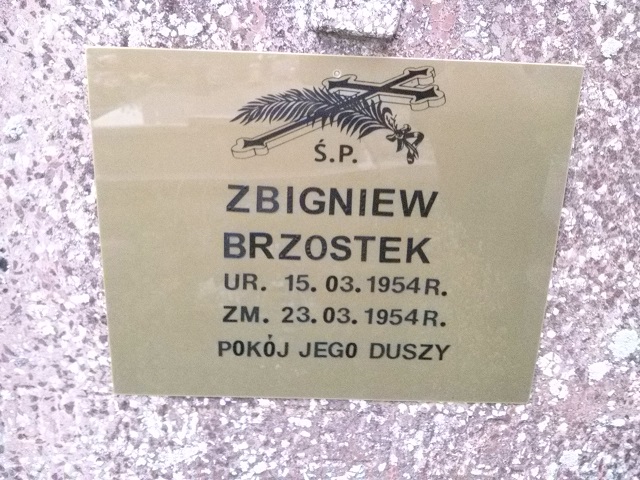 Ś.P.
ZBIGNIEW
BRZOSTEK
UR. 15.03.1954R.
ZM. 23.03.1954R.
POKÓJ JEGO DUSZY